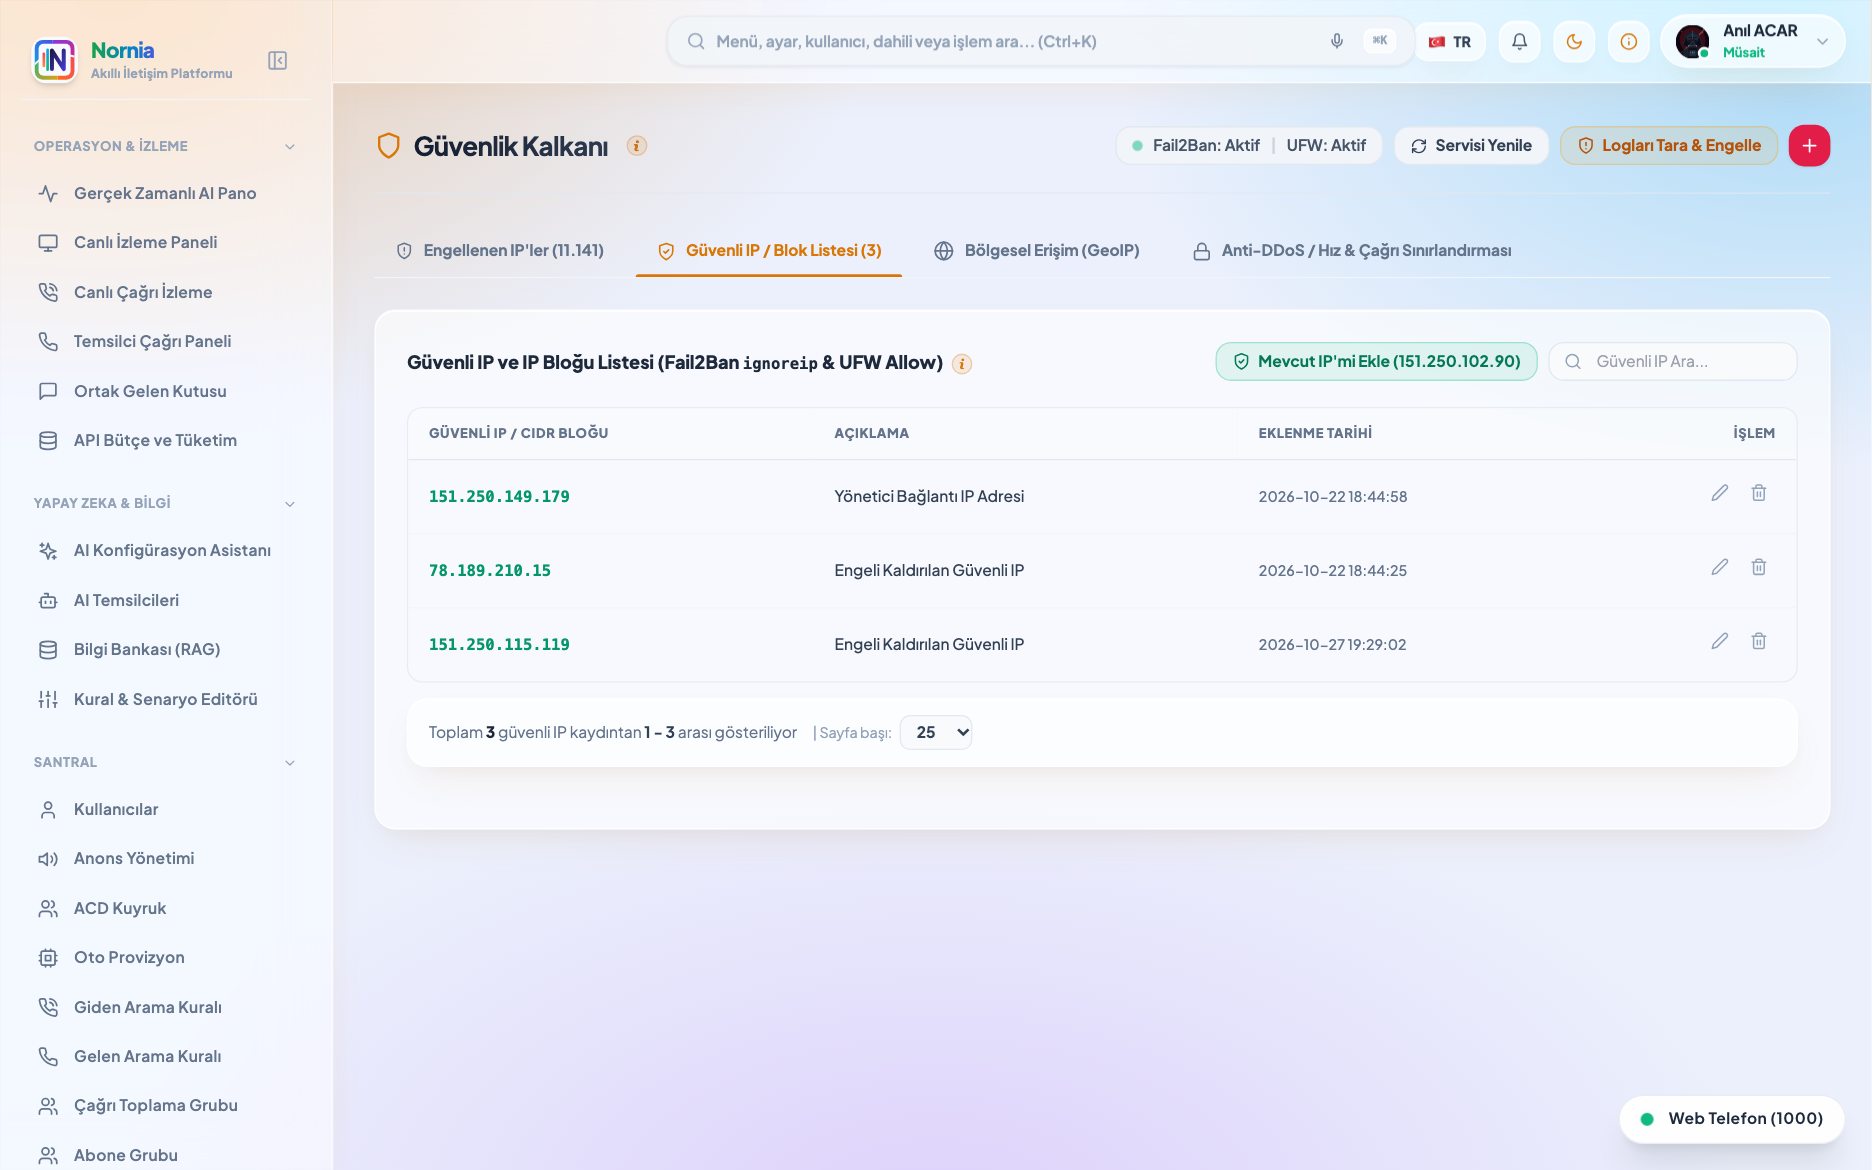 Nornia
Akıllı İletişim Platformu
Menü, ayar, kullanıcı, dahili veya işlem ara... (Ctrl+K)
⌘K
TR
Anıl ACAR
Müsait
OPERASYON & İZLEME
Gerçek Zamanlı AI Pano
Canlı İzleme Paneli
Canlı Çağrı İzleme
Temsilci Çağrı Paneli
Ortak Gelen Kutusu
API Bütçe ve Tüketim
YAPAY ZEKA & BİLGİ
AI Konfigürasyon Asistanı
AI Temsilcileri
Bilgi Bankası (RAG)
Kural & Senaryo Editörü
SANTRAL
Kullanıcılar
Anons Yönetimi
ACD Kuyruk
Oto Provizyon
Giden Arama Kuralı
Gelen Arama Kuralı
Çağrı Toplama Grubu
Abone Grubu
Güvenlik Kalkanı
Fail2Ban: Aktif | UFW: Aktif
Servisi Yenile
Logları Tara & Engelle
Engellenen IP'ler (11.141)
Güvenli IP / Blok Listesi (3)
Bölgesel Erişim (GeoIP)
Anti-DDoS / Hız & Çağrı Sınırlandırması
Güvenli IP ve IP Bloğu Listesi (Fail2Ban ignoreip & UFW Allow)
Mevcut IP'mi Ekle (151.250.102.90)
Güvenli IP Ara...
GÜVENLİ IP / CIDR BLOĞU AÇIKLAMA EKLENME TARİHİ İŞLEM
151.250.149.179 Yönetici Bağlantı IP Adresi 2026-10-22 18:44:58
78.189.210.15 Engeli Kaldırılan Güvenli IP 2026-10-22 18:44:25
151.250.115.119 Engeli Kaldırılan Güvenli IP 2026-10-27 19:29:02
Toplam 3 güvenli IP kaydıntan 1 - 3 arası gösteriliyor | Sayfa başı: 25
Web Telefon (1000)